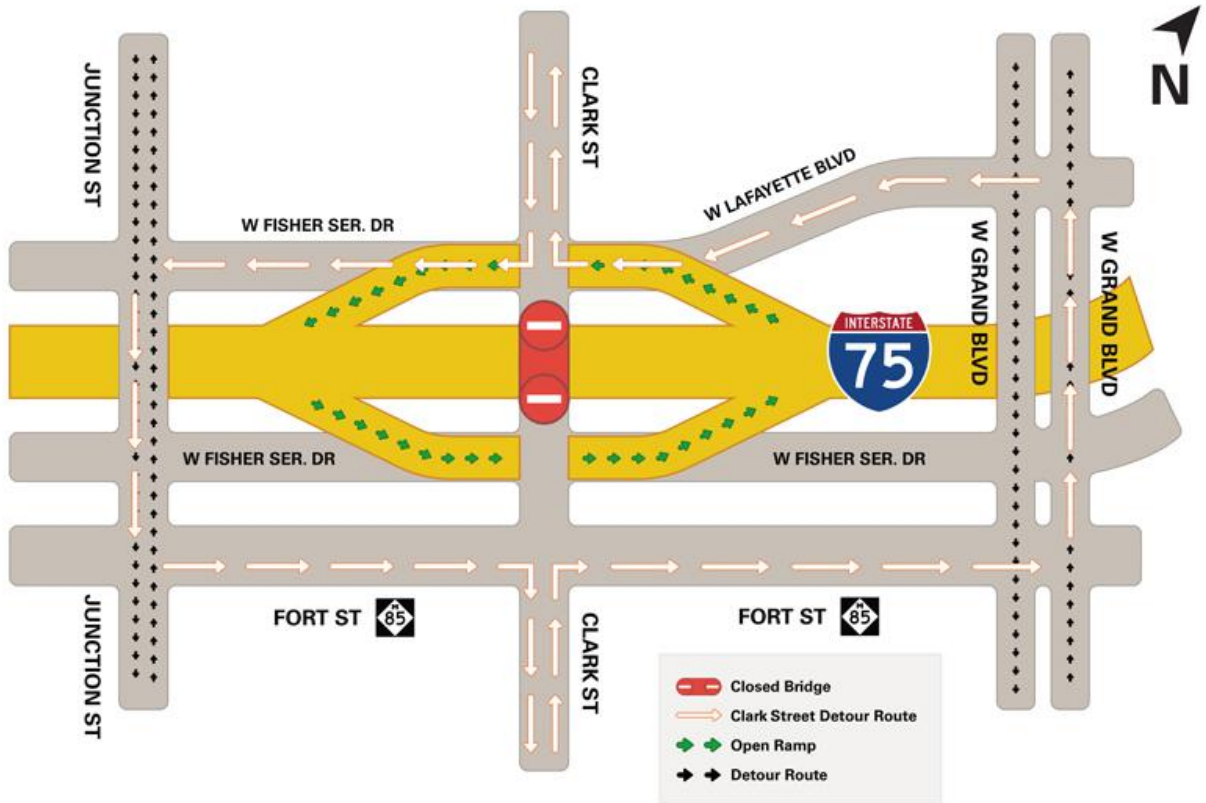 N
JUNCTION ST
CLARK ST
W LAFAYETTE BLVD
W FISHER SER. DR
W GRAND BLVD
W GRAND BLVD
INTERSTATE
75
W FISHER SER. DR
W FISHER SER. DR
JUNCTION ST
FORT ST
M
85
CLARK ST
FORT ST
M
85
Closed Bridge
Clark Street Detour Route
Open Ramp
Detour Route